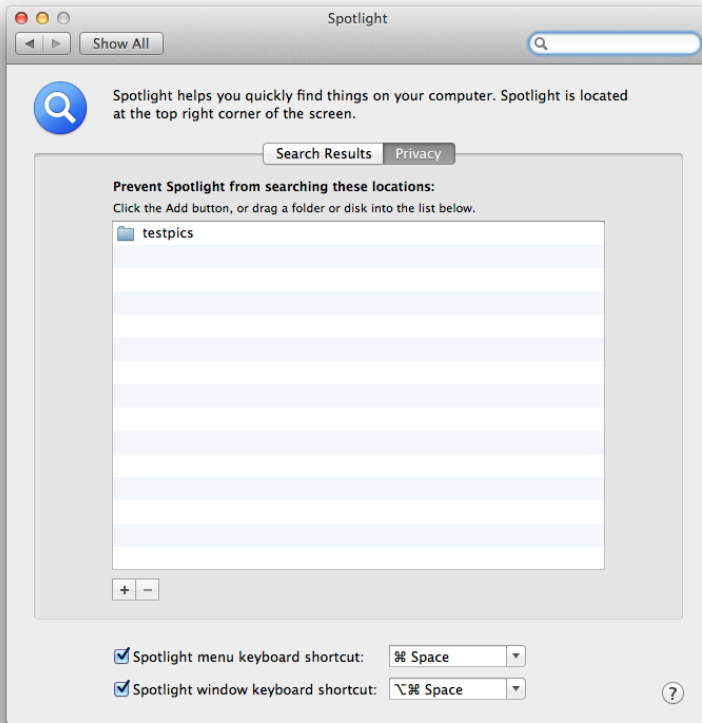 Spotlight
Show All
Spotlight helps you quickly find things on your computer. Spotlight is located
at the top right corner of the screen.
Search Results Privacy
Prevent Spotlight from searching these locations:
Click the Add button, or drag a folder or disk into the list below.
testpics
+ −
Spotlight menu keyboard shortcut: ⌘ Space
Spotlight window keyboard shortcut: ⌥⌘ Space
?